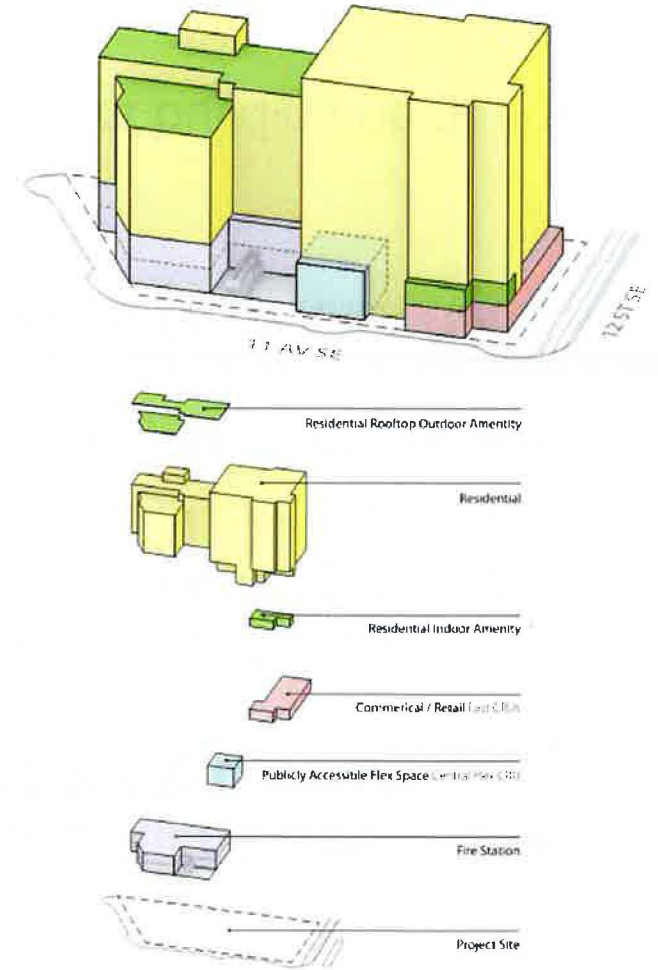 11 AV SE
12 ST SE
Residential Rooftop Outdoor Amentity
Residential
Residential Indoor Amenity
Commerical / Retail
Publicly Accessible Flex Space
Fire Station
Project Site